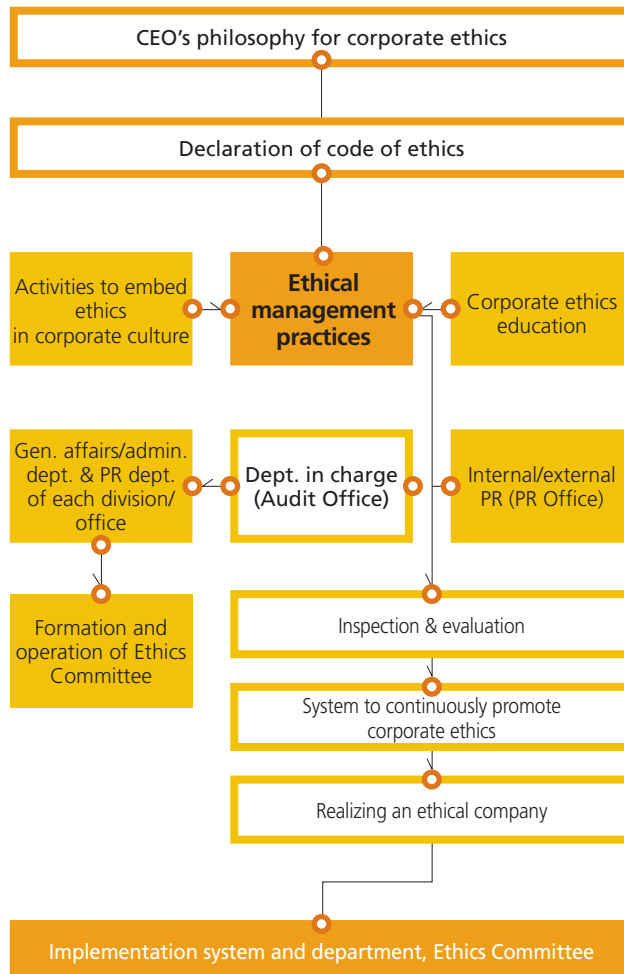 CEO’s philosophy for corporate ethics
Declaration of code of ethics
Activities to embed
ethics
in corporate culture
Ethical
management
practices
Corporate ethics
education
Gen. affairs/admin.
dept. & PR dept.
of each division/
office
Dept. in charge
(Audit Office)
Internal/external
PR (PR Office)
Formation and
operation of Ethics
Committee
Inspection & evaluation
System to continuously promote
corporate ethics
Realizing an ethical company
Implementation system and department, Ethics Committee